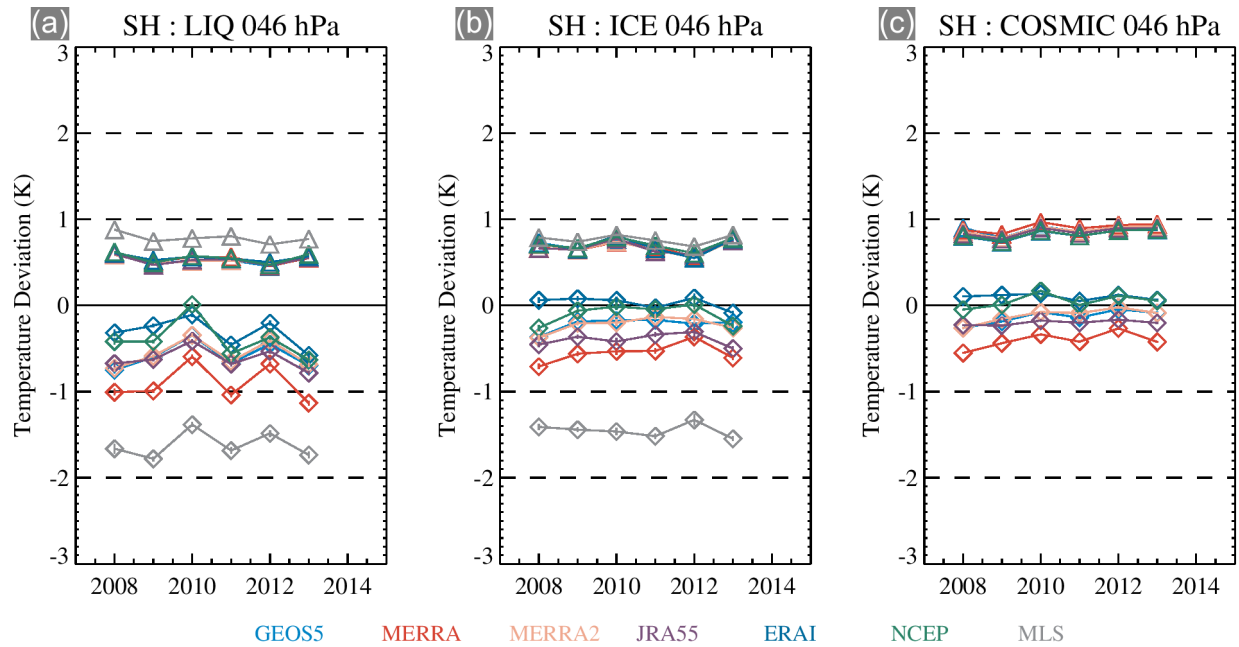 (a) SH : LIQ 046 hPa (b) SH : ICE 046 hPa (c) SH : COSMIC 046 hPa
3 3 3
2 2 2
1 1 1
0 0 0
-1 -1 -1
-2 -2 -2
-3 -3 -3
Temperature Deviation (K) Temperature Deviation (K) Temperature Deviation (K)
2008 2010 2012 2014 2008 2010 2012 2014 2008 2010 2012 2014
GEOS5 MERRA MERRA2 JRA55 ERAI NCEP MLS